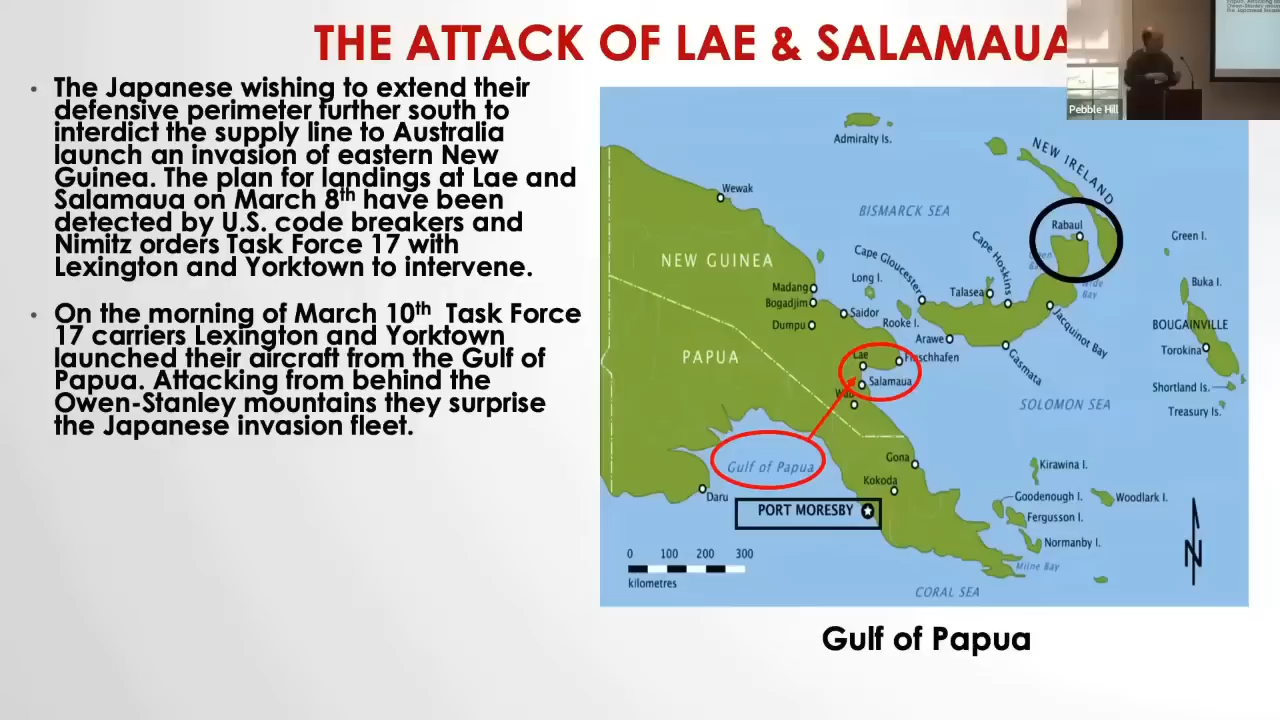 THE ATTACK OF LAE & SALAMAUA
• The Japanese wishing to extend their
defensive perimeter further south to
interdict the supply line to Australia
launch an invasion of eastern New
Guinea. The plan for landings at Lae and
Salamaua on March 8th have been
detected by U.S. code breakers and
Nimitz orders Task Force 17 with
Lexington and Yorktown to intervene.
• On the morning of March 10th Task Force
17 carriers Lexington and Yorktown
launched their aircraft from the Gulf of
Papua. Attacking from behind the
Owen-Stanley mountains they surprise
the Japanese invasion fleet.
Pebble Hill
Admiralty Is.
NEW IRELAND
Wewak
BISMARCK SEA
Rabaul
Green I.
NEW GUINEA
Cape Gloucester
Cape Hoskins
Long I.
Talasea
Buka I.
Madang
Bogadjim
Saidor
Rooke I.
Dumpu
Jacquinot Bay
BOUGAINVILLE
Arawe
Torokina
PAPUA
Lae
Finschhafen
Gasmata
Salamaua
Shortland Is.
SOLOMON SEA
Treasury Is.
Gulf of Papua
Gona
Kirawina I.
Kokoda
Daru
Goodenough I.
Woodlark I.
PORT MORESBY
Fergusson I.
Normanby I.
0 100 200 300
kilometres
Milne Bay
N
CORAL SEA
Gulf of Papua